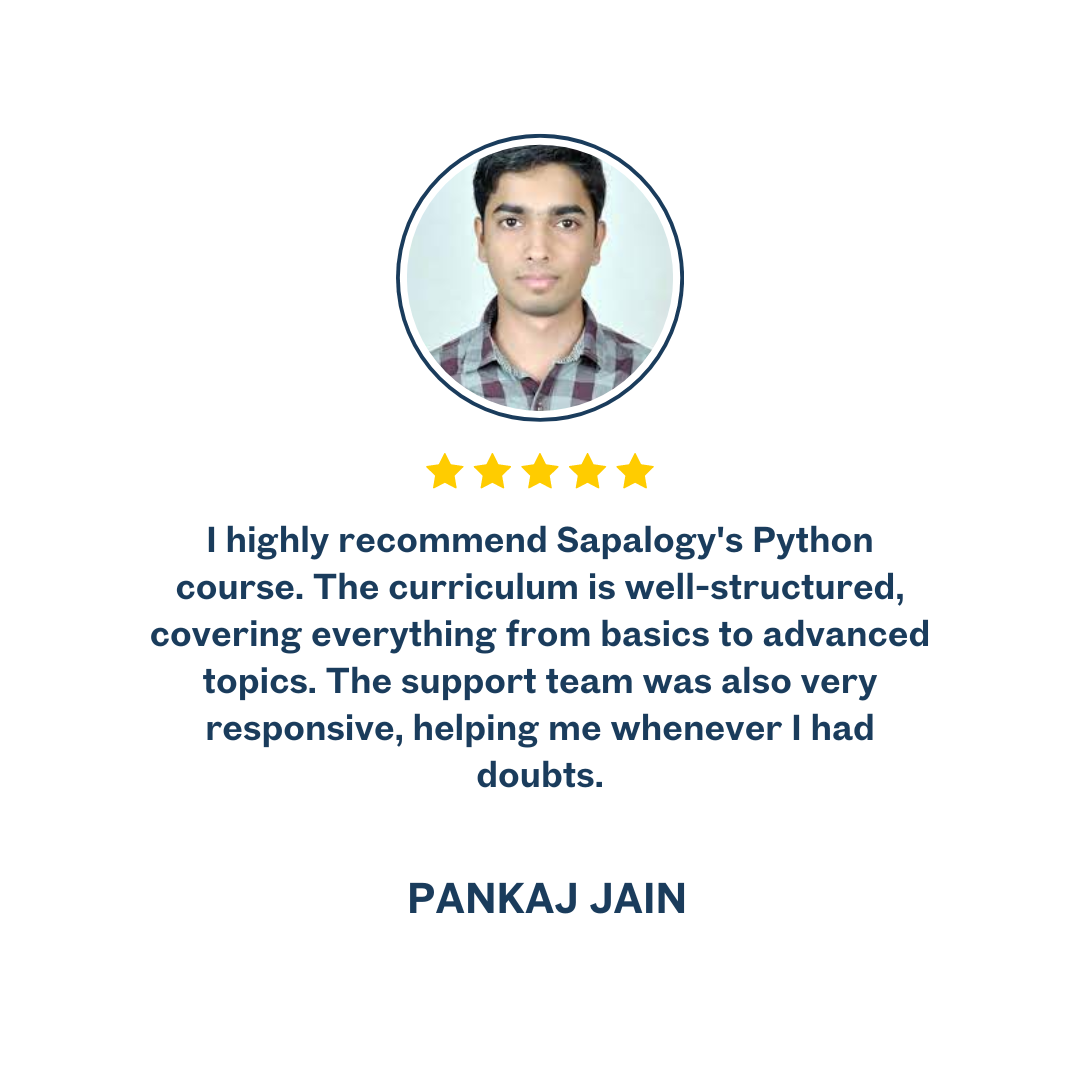 I highly recommend Sapalogy's Python
course. The curriculum is well-structured,
covering everything from basics to advanced
topics. The support team was also very
responsive, helping me whenever I had
doubts.
PANKAJ JAIN